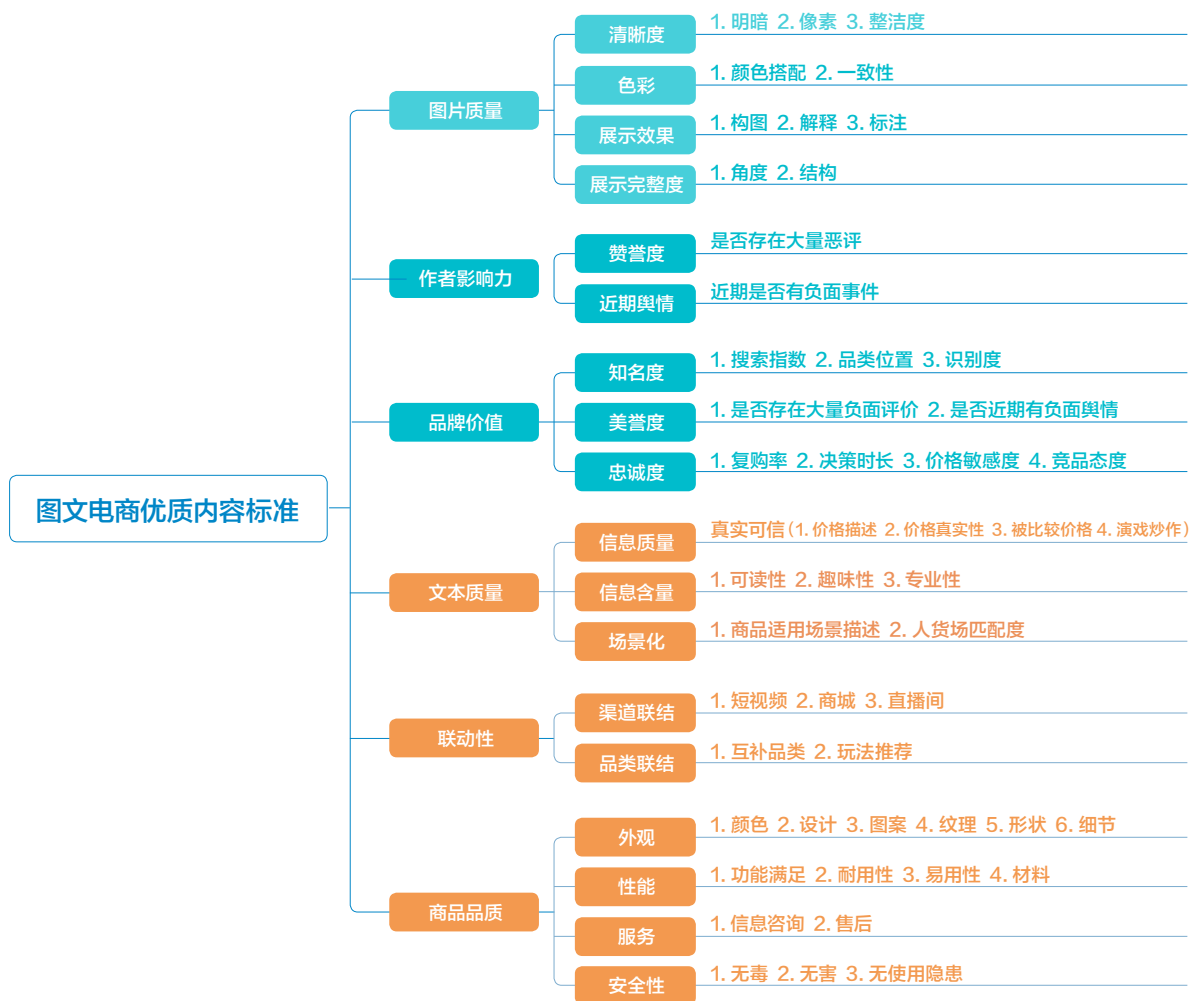 图文电商优质内容标准
图片质量
清晰度
1. 明暗 2. 像素 3. 整洁度
色彩
1. 颜色搭配 2. 一致性
展示效果
1. 构图 2. 解释 3. 标注
展示完整度
1. 角度 2. 结构
作者影响力
赞誉度
是否存在大量恶评
近期舆情
近期是否有负面事件
品牌价值
知名度
1. 搜索指数 2. 品类位置 3. 识别度
美誉度
1. 是否存在大量负面评价 2. 是否近期有负面舆情
忠诚度
1. 复购率 2. 决策时长 3. 价格敏感度 4. 竞品态度
文本质量
信息质量
真实可信(1. 价格描述 2. 价格真实性 3. 被比较价格 4. 演戏炒作)
信息含量
1. 可读性 2. 趣味性 3. 专业性
场景化
1. 商品适用场景描述 2. 人货场匹配度
联动性
渠道联结
1. 短视频 2. 商城 3. 直播间
品类联结
1. 互补品类 2. 玩法推荐
商品品质
外观
1. 颜色 2. 设计 3. 图案 4. 纹理 5. 形状 6. 细节
性能
1. 功能满足 2. 耐用性 3. 易用性 4. 材料
服务
1. 信息咨询 2. 售后
安全性
1. 无毒 2. 无害 3. 无使用隐患